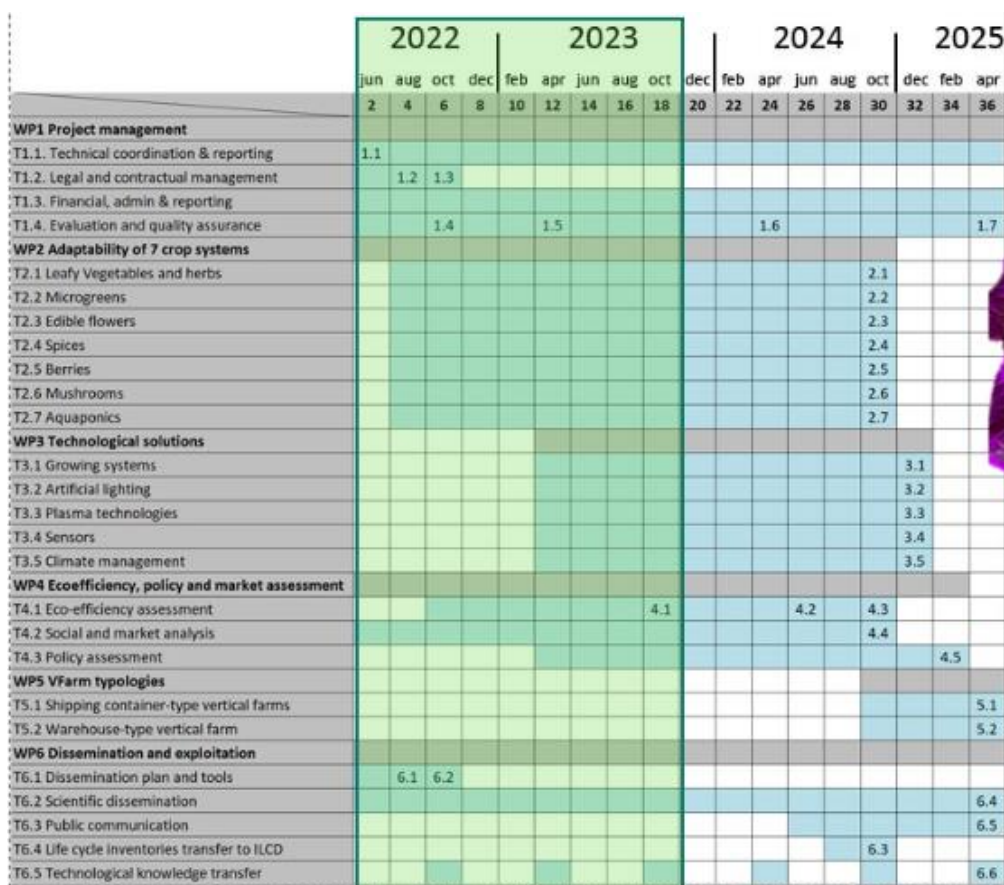 2022 2023 2024 2025
jun aug oct dec feb apr jun aug oct dec feb apr jun aug oct dec feb apr
2 4 6 8 10 12 14 16 18 20 22 24 26 28 30 32 34 36
WP1 Project management
T1.1. Technical coordination & reporting 1.1
T1.2. Legal and contractual management 1.2 1.3
T1.3. Financial, admin & reporting
T1.4. Evaluation and quality assurance 1.4 1.5 1.6 1.7
WP2 Adaptability of 7 crop systems
T2.1 Leafy Vegetables and herbs 2.1
T2.2 Microgreens 2.2
T2.3 Edible flowers 2.3
T2.4 Spices 2.4
T2.5 Berries 2.5
T2.6 Mushrooms 2.6
T2.7 Aquaponics 2.7
WP3 Technological solutions
T3.1 Growing systems 3.1
T3.2 Artificial lighting 3.2
T3.3 Plasma technologies 3.3
T3.4 Sensors 3.4
T3.5 Climate management 3.5
WP4 Ecoefficiency, policy and market assessment
T4.1 Eco-efficiency assessment 4.1 4.2 4.3
T4.2 Social and market analysis 4.4
T4.3 Policy assessment 4.5
WP5 VFarm typologies
T5.1 Shipping container-type vertical farms 5.1
T5.2 Warehouse-type vertical farm 5.2
WP6 Dissemination and exploitation
T6.1 Dissemination plan and tools 6.1 6.2
T6.2 Scientific dissemination 6.4
T6.3 Public communication 6.5
T6.4 Life cycle inventories transfer to ILCD 6.3
T6.5 Technological knowledge transfer 6.6